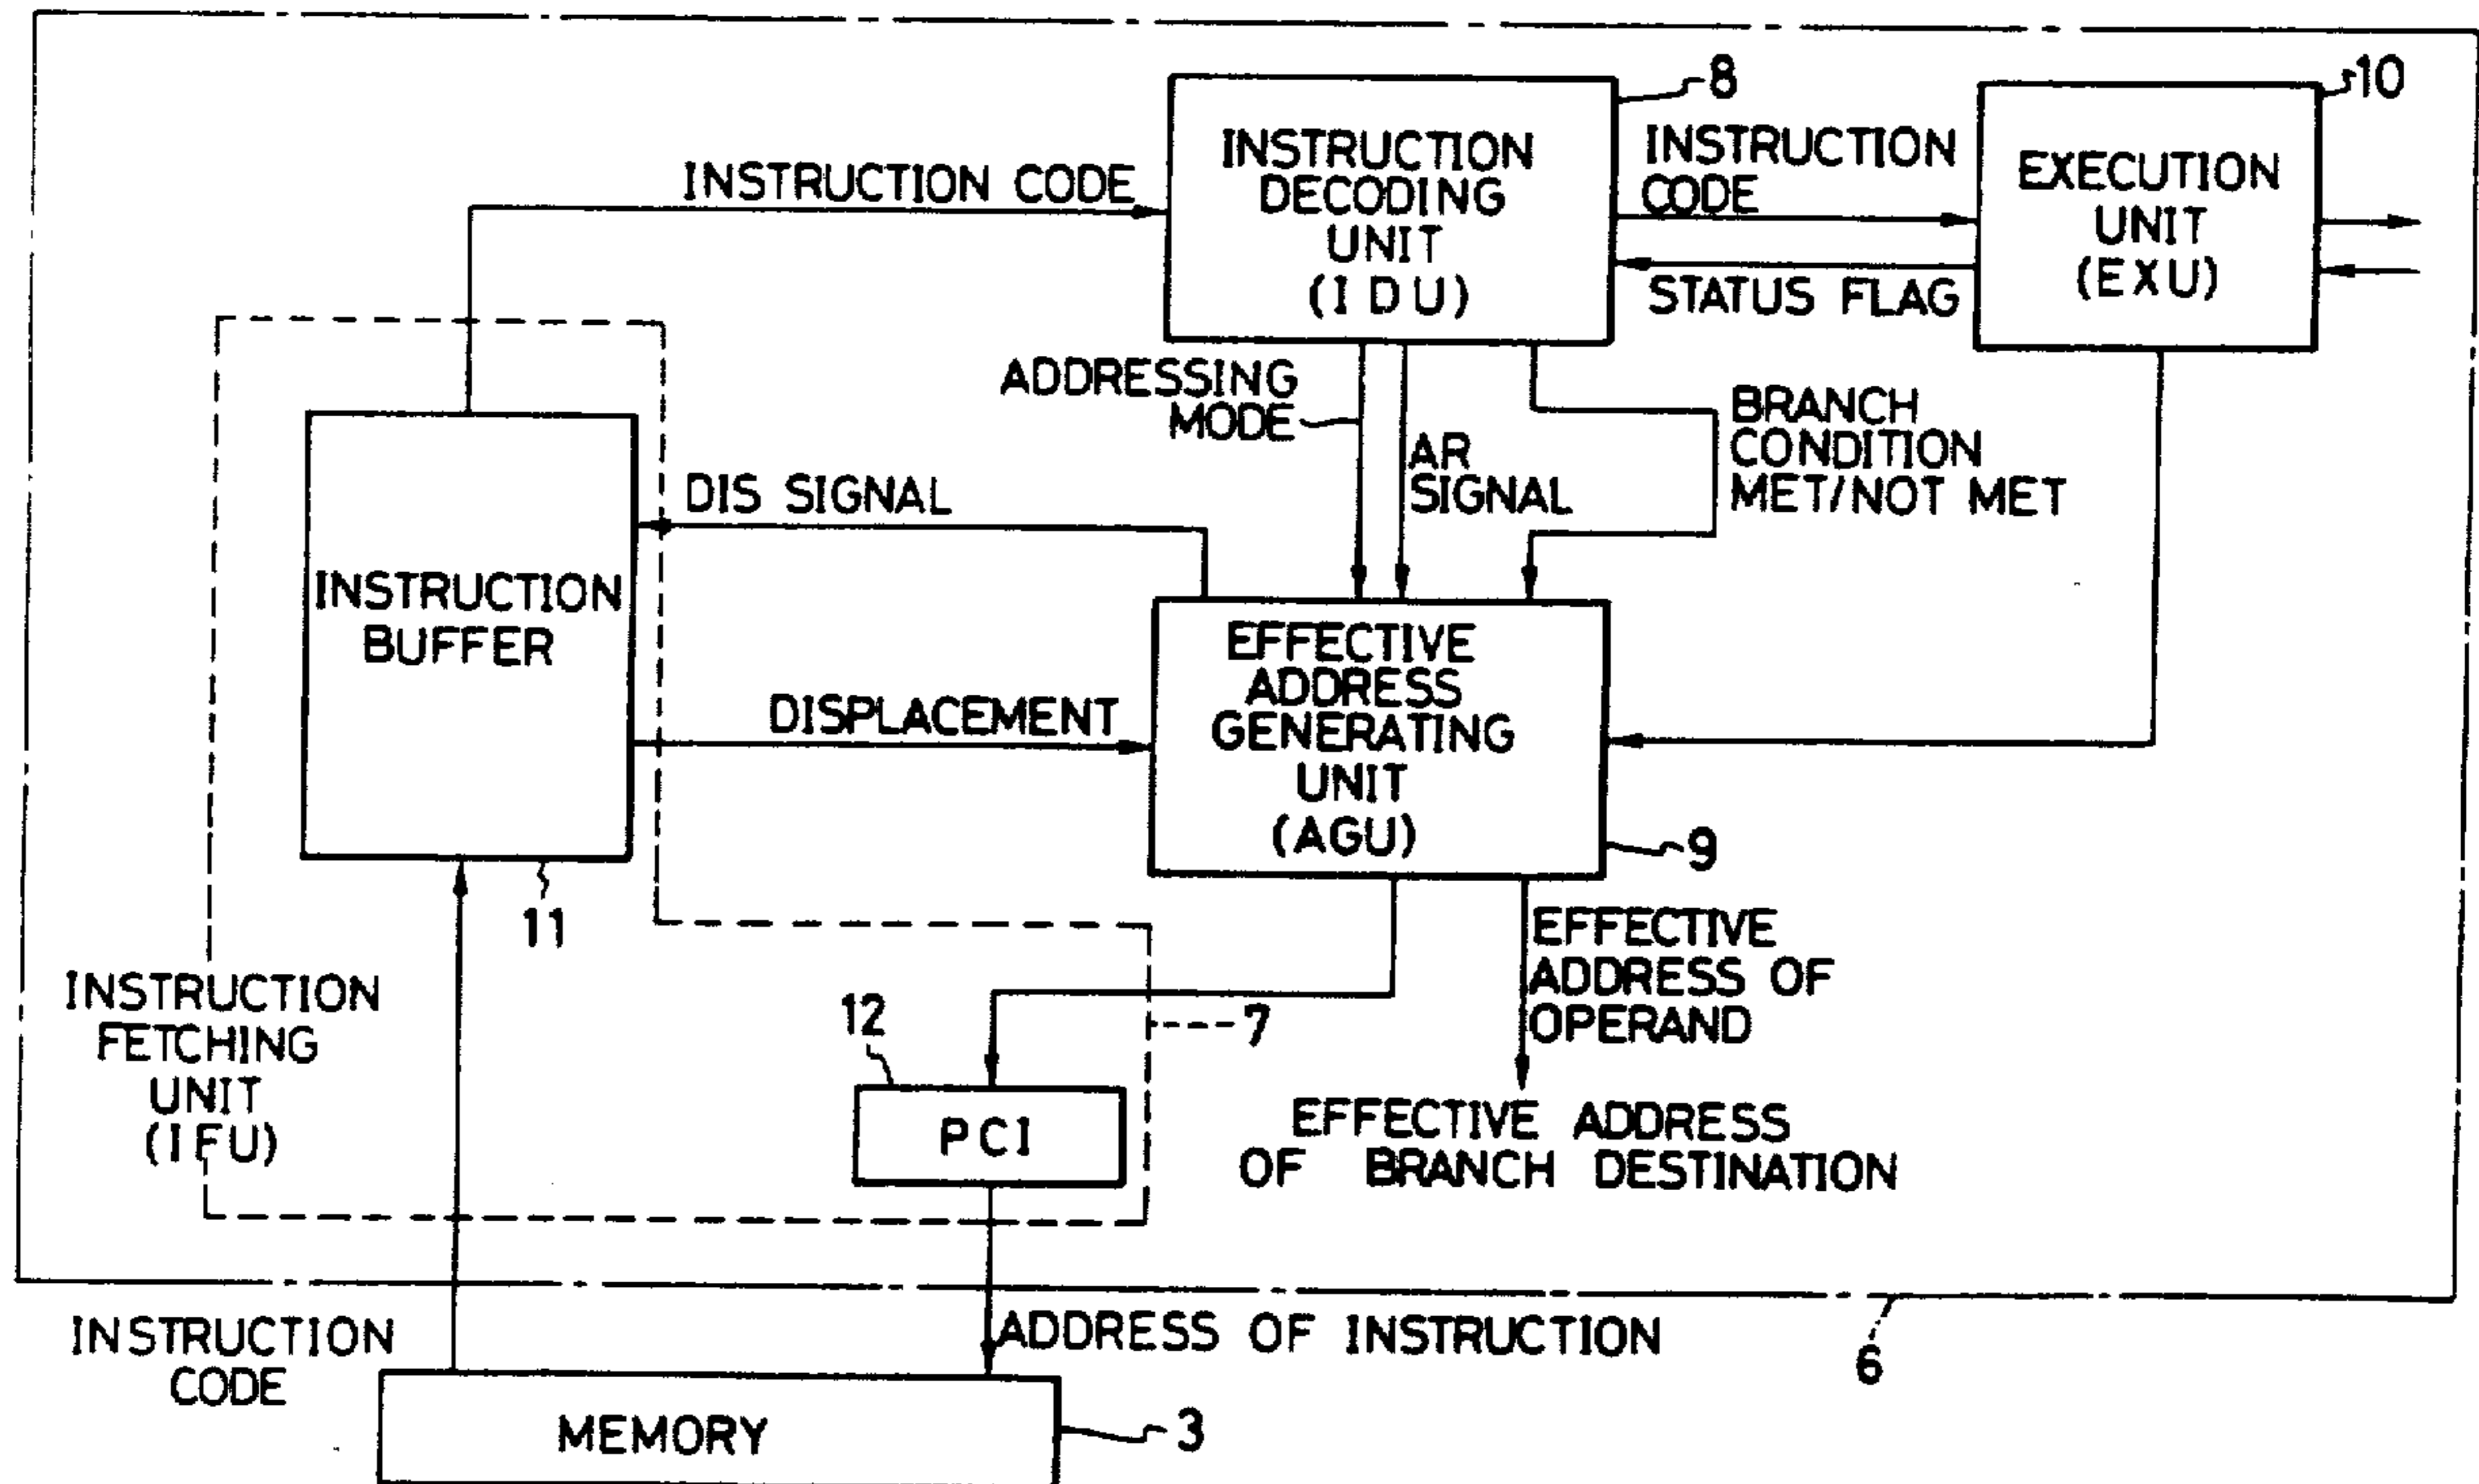 8
10
INSTRUCTION CODE
INSTRUCTION
DECODING
UNIT
(IDU)
INSTRUCTION
CODE
STATUS FLAG
EXECUTION
UNIT
(EXU)
ADDRESSING
MODE
AR
SIGNAL
BRANCH
CONDITION
MET/NOT MET
DIS SIGNAL
INSTRUCTION
BUFFER
DISPLACEMENT
EFFECTIVE
ADDRESS
GENERATING
UNIT
(AGU)
9
11
EFFECTIVE
ADDRESS OF
OPERAND
INSTRUCTION
FETCHING
UNIT
(IFU)
12
7
PCI
EFFECTIVE ADDRESS
OF BRANCH DESTINATION
INSTRUCTION
CODE
ADDRESS OF INSTRUCTION
6
MEMORY
3